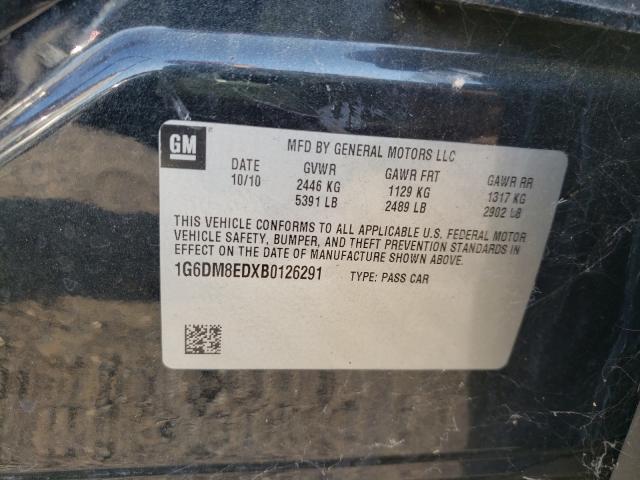 GM
MFD BY GENERAL MOTORS LLC
DATE GVWR GAWR FRT GAWR RR
10/10 2446 KG 1129 KG 1317 KG
5391 LB 2489 LB 2902 LB
THIS VEHICLE CONFORMS TO ALL APPLICABLE U.S. FEDERAL MOTOR
VEHICLE SAFETY, BUMPER, AND THEFT PREVENTION STANDARDS IN
EFFECT ON THE DATE OF MANUFACTURE SHOWN ABOVE.
1G6DM8EDXB0126291 TYPE: PASS CAR